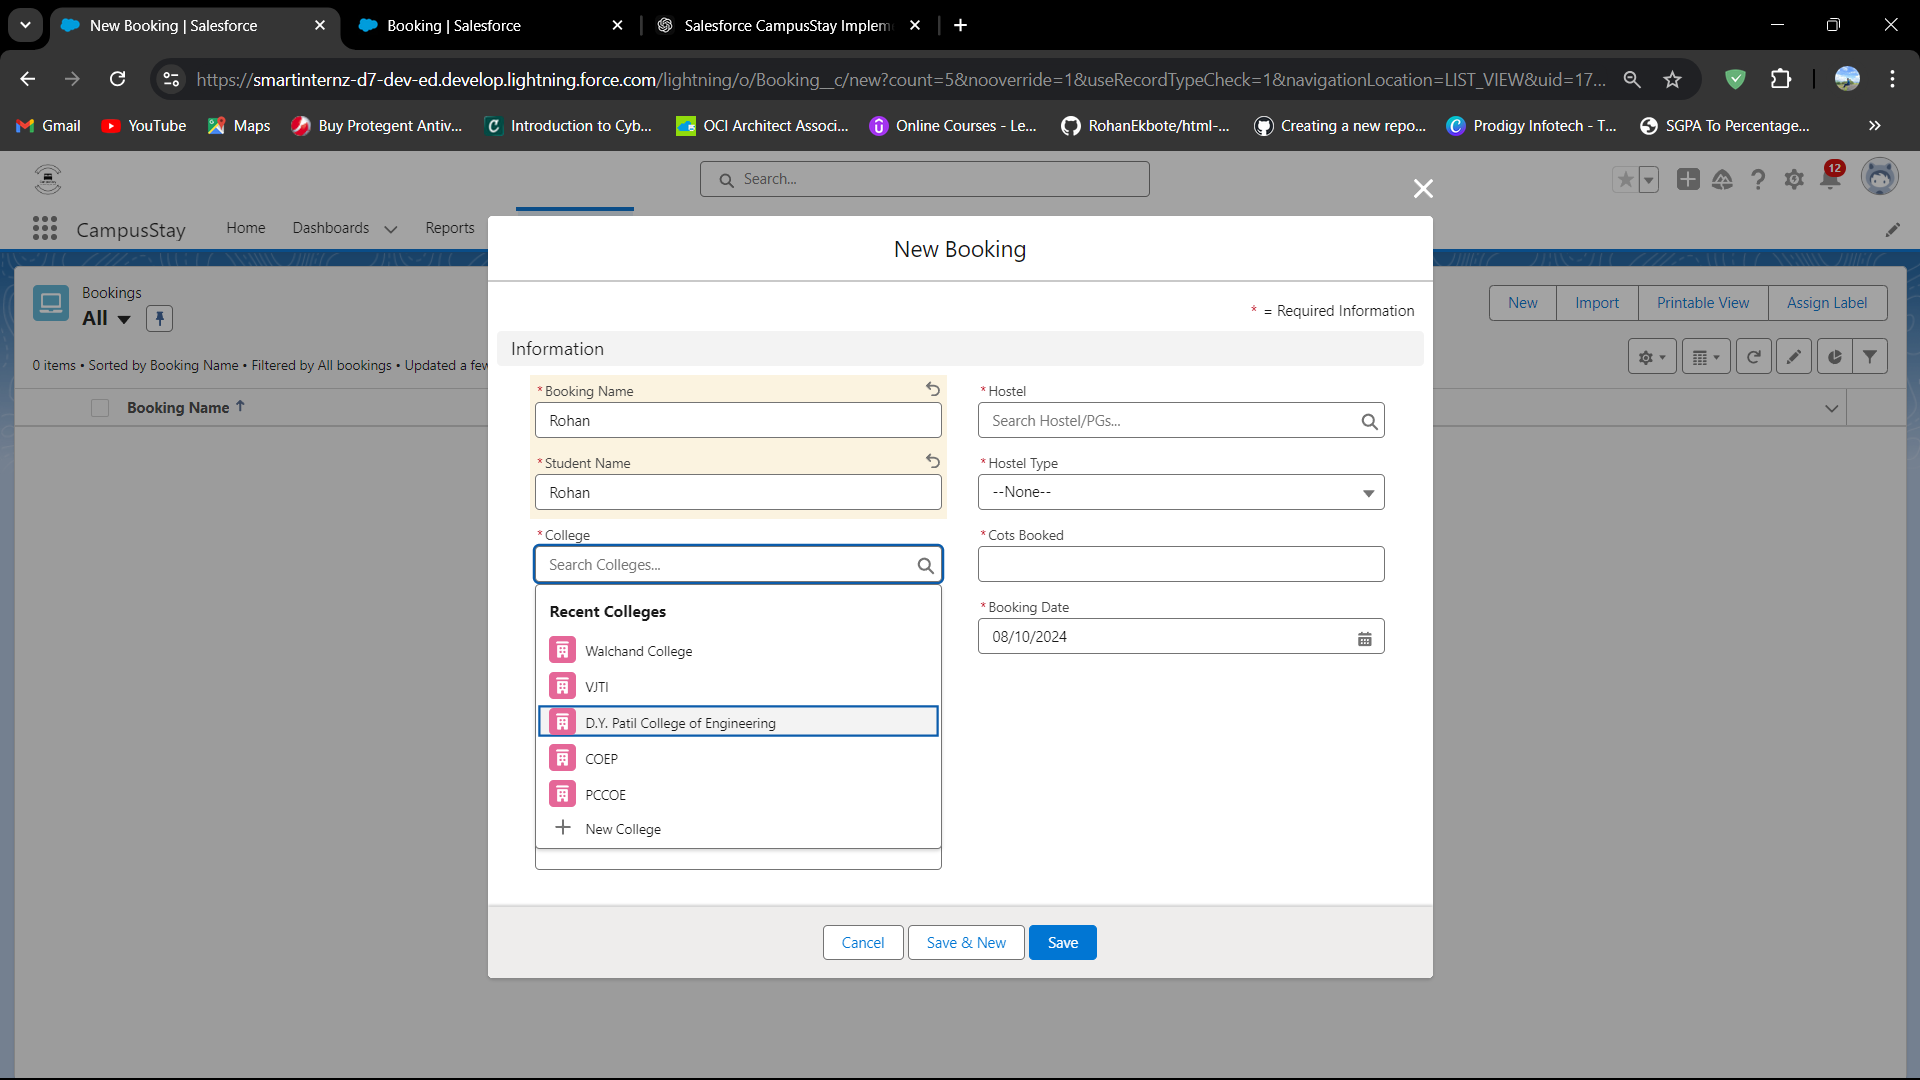 New Booking | Salesforce
Booking | Salesforce
Salesforce CampusStay Implem
https://smartinternz-d7-dev-ed.develop.lightning.force.com/lightning/o/Booking__c/new?count=5&nooverride=1&useRecordTypeCheck=1&navigationLocation=LIST_VIEW&uid=17...
Gmail
YouTube
Maps
Buy Protegent Antiv...
Introduction to Cyb...
OCI Architect Associ...
Online Courses - Le...
RohanEkbote/html-...
Creating a new repo...
Prodigy Infotech - T...
SGPA To Percentage...
Search...
12
CampusStay
Home
Dashboards
Reports
New Booking
Bookings
All
New
Import
Printable View
Assign Label
* = Required Information
Information
0 items • Sorted by Booking Name • Filtered by All bookings • Updated a few
Booking Name
* Booking Name
Rohan
* Hostel
Search Hostel/PGs...
* Student Name
Rohan
* Hostel Type
--None--
* College
Search Colleges...
* Cots Booked
* Booking Date
08/10/2024
Recent Colleges
Walchand College
VJTI
D.Y. Patil College of Engineering
COEP
PCCOE
New College
Cancel
Save & New
Save